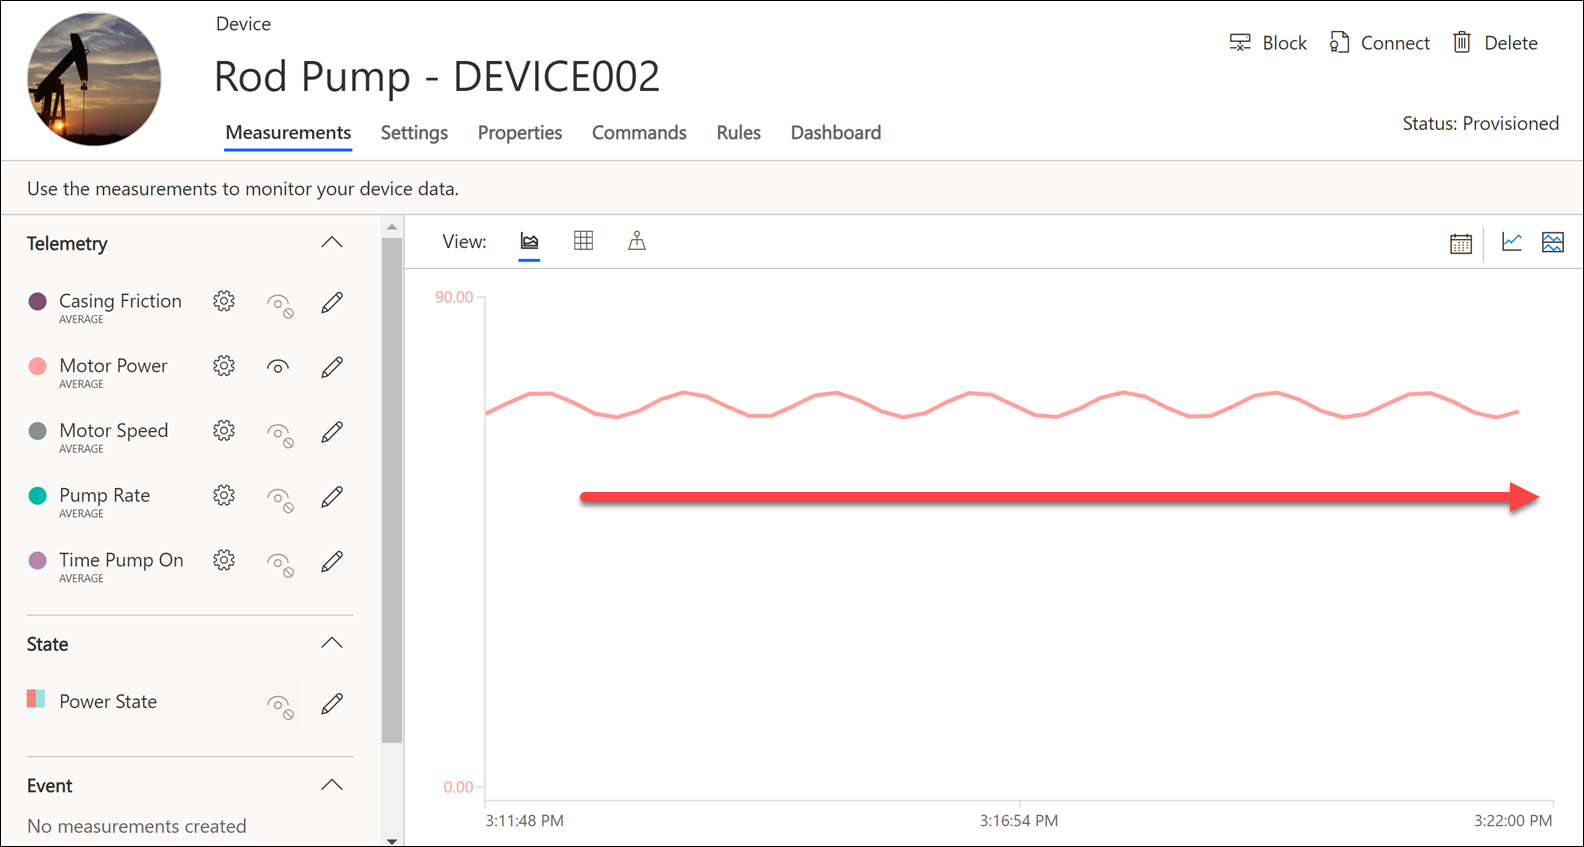 Device
Rod Pump - DEVICE002
Block Connect Delete
Measurements Settings Properties Commands Rules Dashboard
Status: Provisioned
Use the measurements to monitor your device data.
Telemetry
Casing Friction
AVERAGE
Motor Power
AVERAGE
Motor Speed
AVERAGE
Pump Rate
AVERAGE
Time Pump On
AVERAGE
State
Power State
Event
No measurements created
View:
90.00
0.00
3:11:48 PM 3:16:54 PM 3:22:00 PM